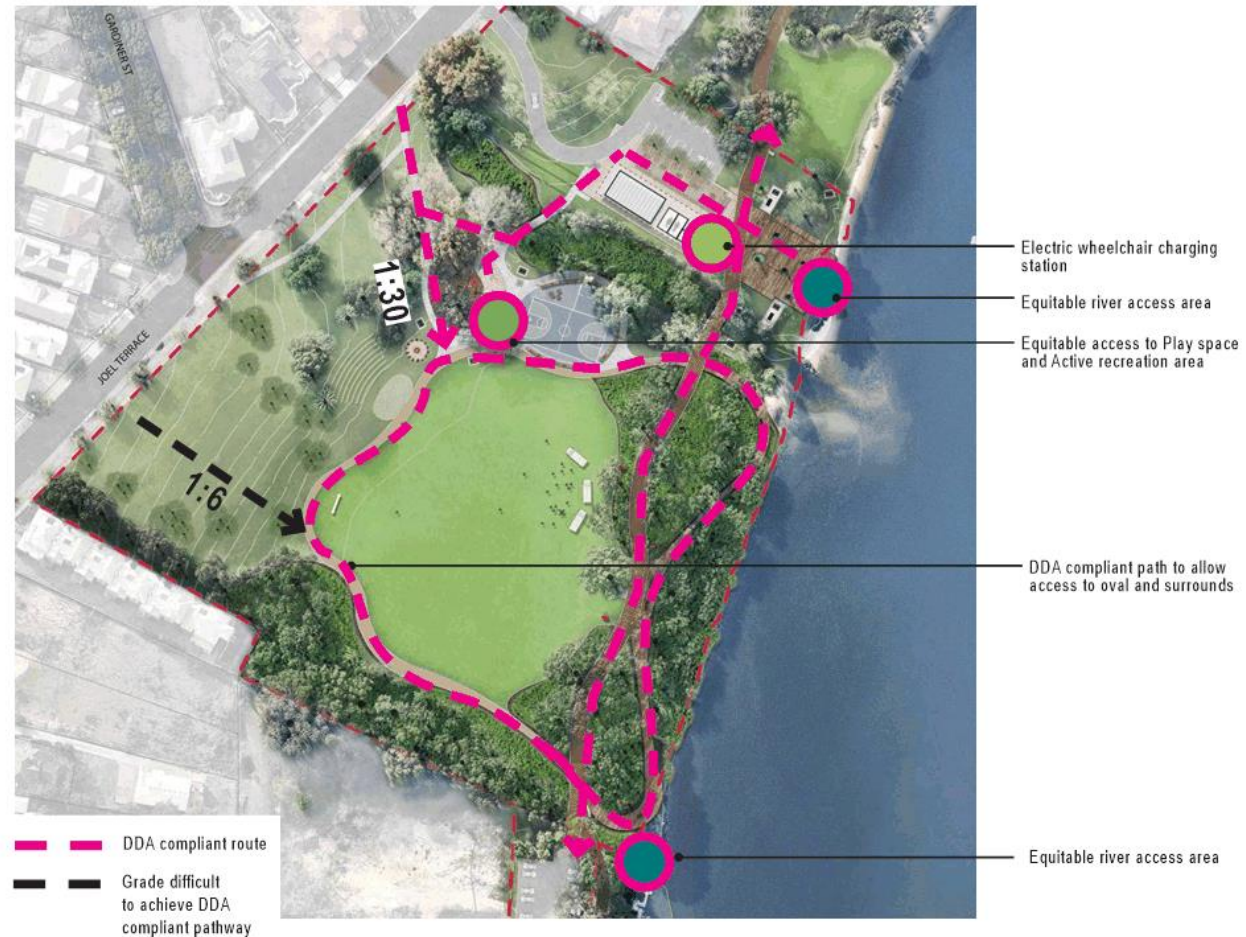 GARDINER ST
JOEL TERRACE
1:30
1:6
Electric wheelchair charging
station
Equitable river access area
Equitable access to Play space
and Active recreation area
DDA compliant path to allow
access to oval and surrounds
Equitable river access area
DDA compliant route
Grade difficult
to achieve DDA
compliant pathway